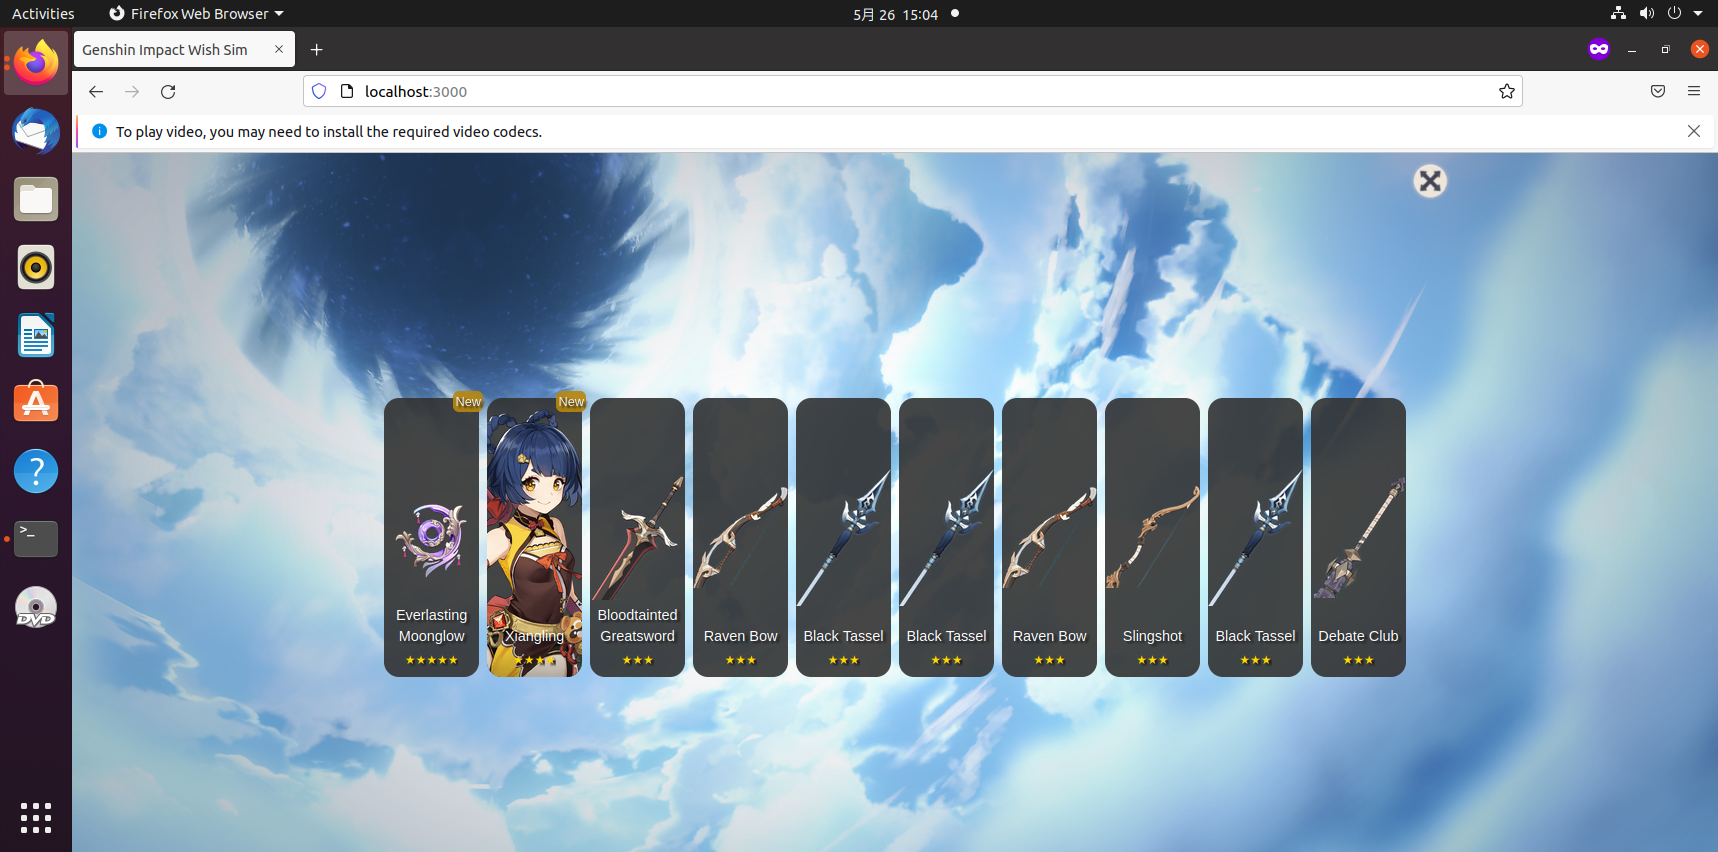 Activities
Firefox Web Browser
5月 26 15:04
Genshin Impact Wish Sim
localhost:3000
To play video, you may need to install the required video codecs.
New
New
Everlasting
Moonglow
★★★★★
Xiangling
★★★★
Bloodtainted
Greatsword
★★★
Raven Bow
★★★
Black Tassel
★★★
Black Tassel
★★★
Raven Bow
★★★
Slingshot
★★★
Black Tassel
★★★
Debate Club
★★★
>_
?
DVD